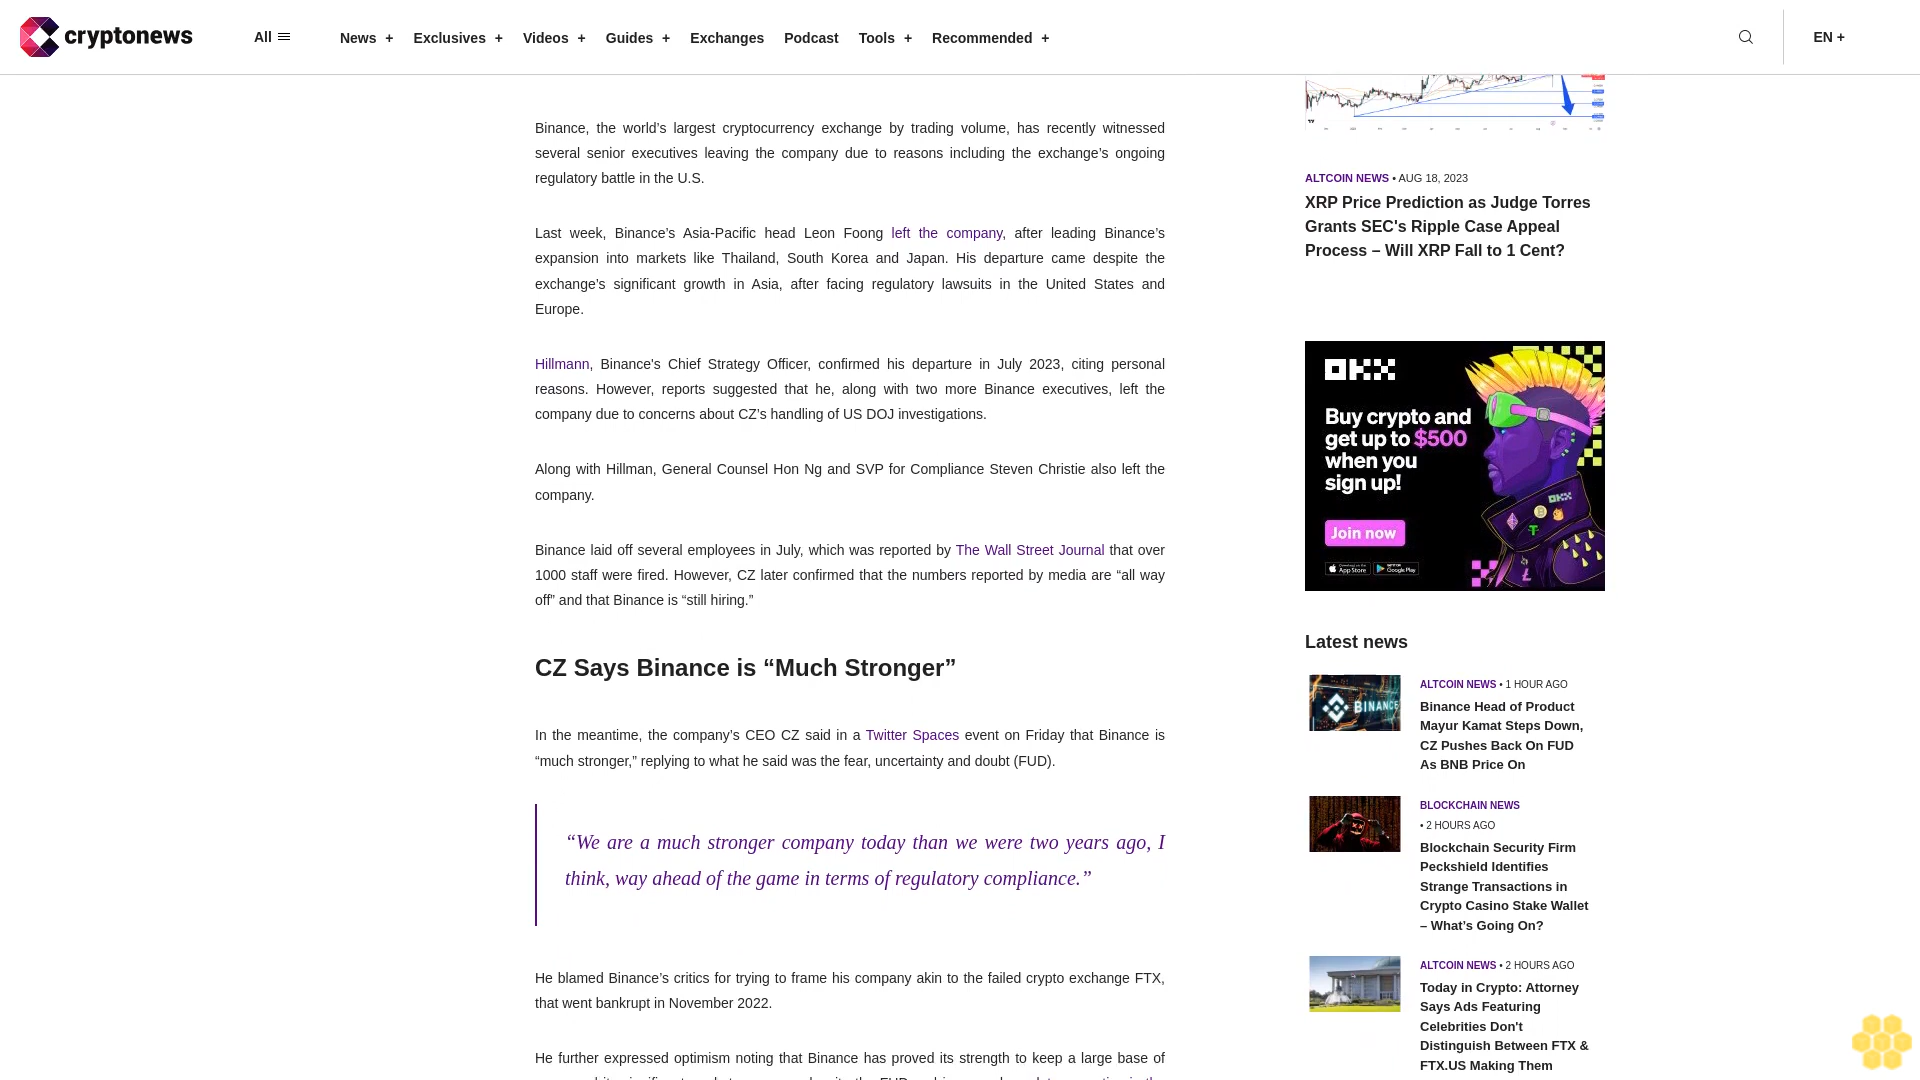 cryptonews
All
News +
Exclusives +
Videos +
Guides +
Exchanges
Podcast
Tools +
Recommended +
EN +
Binance, the world’s largest cryptocurrency exchange by trading volume, has recently witnessed
several senior executives leaving the company due to reasons including the exchange’s ongoing
regulatory battle in the U.S.
Last week, Binance’s Asia-Pacific head Leon Foong left the company, after leading Binance’s
expansion into markets like Thailand, South Korea and Japan. His departure came despite the
exchange’s significant growth in Asia, after facing regulatory lawsuits in the United States and
Europe.
Hillmann, Binance's Chief Strategy Officer, confirmed his departure in July 2023, citing personal
reasons. However, reports suggested that he, along with two more Binance executives, left the
company due to concerns about CZ’s handling of US DOJ investigations.
Along with Hillman, General Counsel Hon Ng and SVP for Compliance Steven Christie also left the
company.
Binance laid off several employees in July, which was reported by The Wall Street Journal that over
1000 staff were fired. However, CZ later confirmed that the numbers reported by media are “all way
off” and that Binance is “still hiring.”
CZ Says Binance is “Much Stronger”
In the meantime, the company’s CEO CZ said in a Twitter Spaces event on Friday that Binance is
“much stronger,” replying to what he said was the fear, uncertainty and doubt (FUD).
“We are a much stronger company today than we were two years ago, I
think, way ahead of the game in terms of regulatory compliance.”
He blamed Binance’s critics for trying to frame his company akin to the failed crypto exchange FTX,
that went bankrupt in November 2022.
He further expressed optimism noting that Binance has proved its strength to keep a large base of
ALTCOIN NEWS • AUG 18, 2023
XRP Price Prediction as Judge Torres
Grants SEC's Ripple Case Appeal
Process – Will XRP Fall to 1 Cent?
OKX
Buy crypto and
get up to $500
when you
sign up!
Join now
App Store
Google Play
OKX
Latest news
BINANCE
ALTCOIN NEWS • 1 HOUR AGO
Binance Head of Product
Mayur Kamat Steps Down,
CZ Pushes Back On FUD
As BNB Price On
BLOCKCHAIN NEWS
• 2 HOURS AGO
Blockchain Security Firm
Peckshield Identifies
Strange Transactions in
Crypto Casino Stake Wallet
– What’s Going On?
ALTCOIN NEWS • 2 HOURS AGO
Today in Crypto: Attorney
Says Ads Featuring
Celebrities Don't
Distinguish Between FTX &
FTX.US Making Them